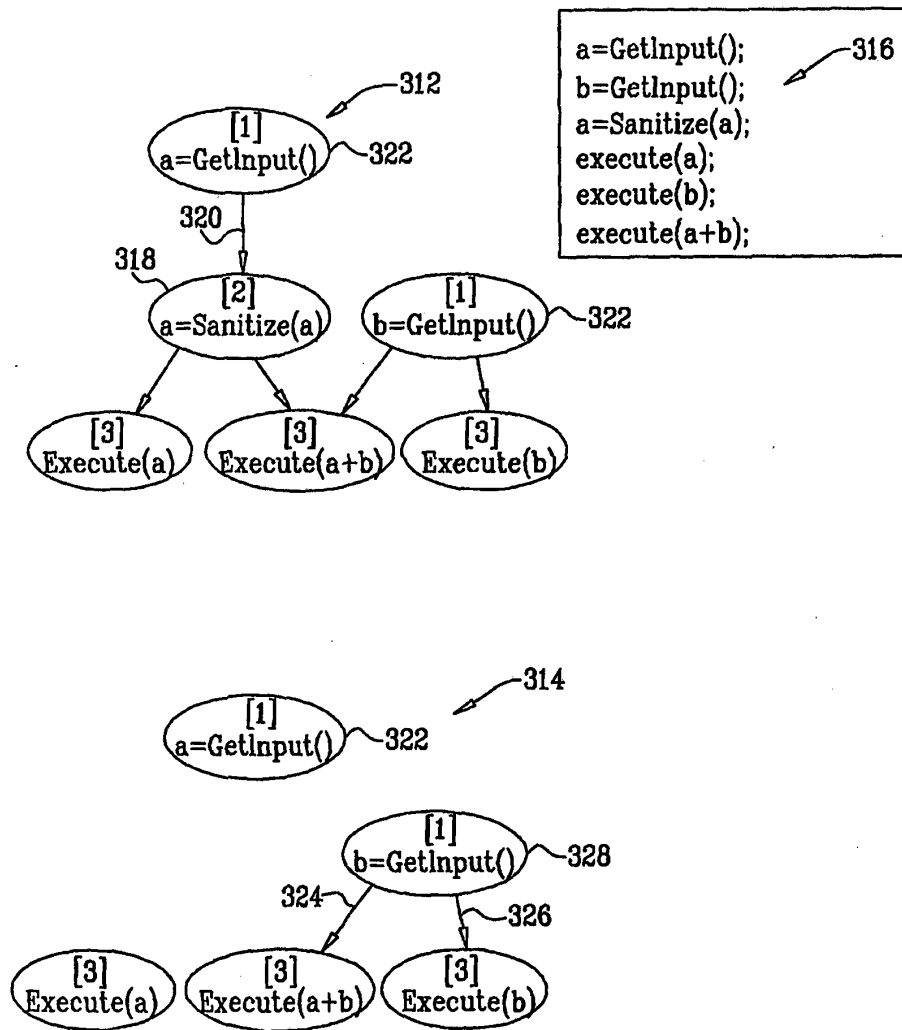 a=GetInput();
b=GetInput();
a=Sanitize(a);
execute(a);
execute(b);
execute(a+b);
316
312
[1]
a=GetInput()
322
320
318
[2]
a=Sanitize(a)
[1]
b=GetInput()
322
[3]
Execute(a)
[3]
Execute(a+b)
[3]
Execute(b)
314
[1]
a=GetInput()
322
[1]
b=GetInput()
328
324
326
[3]
Execute(a)
[3]
Execute(a+b)
[3]
Execute(b)